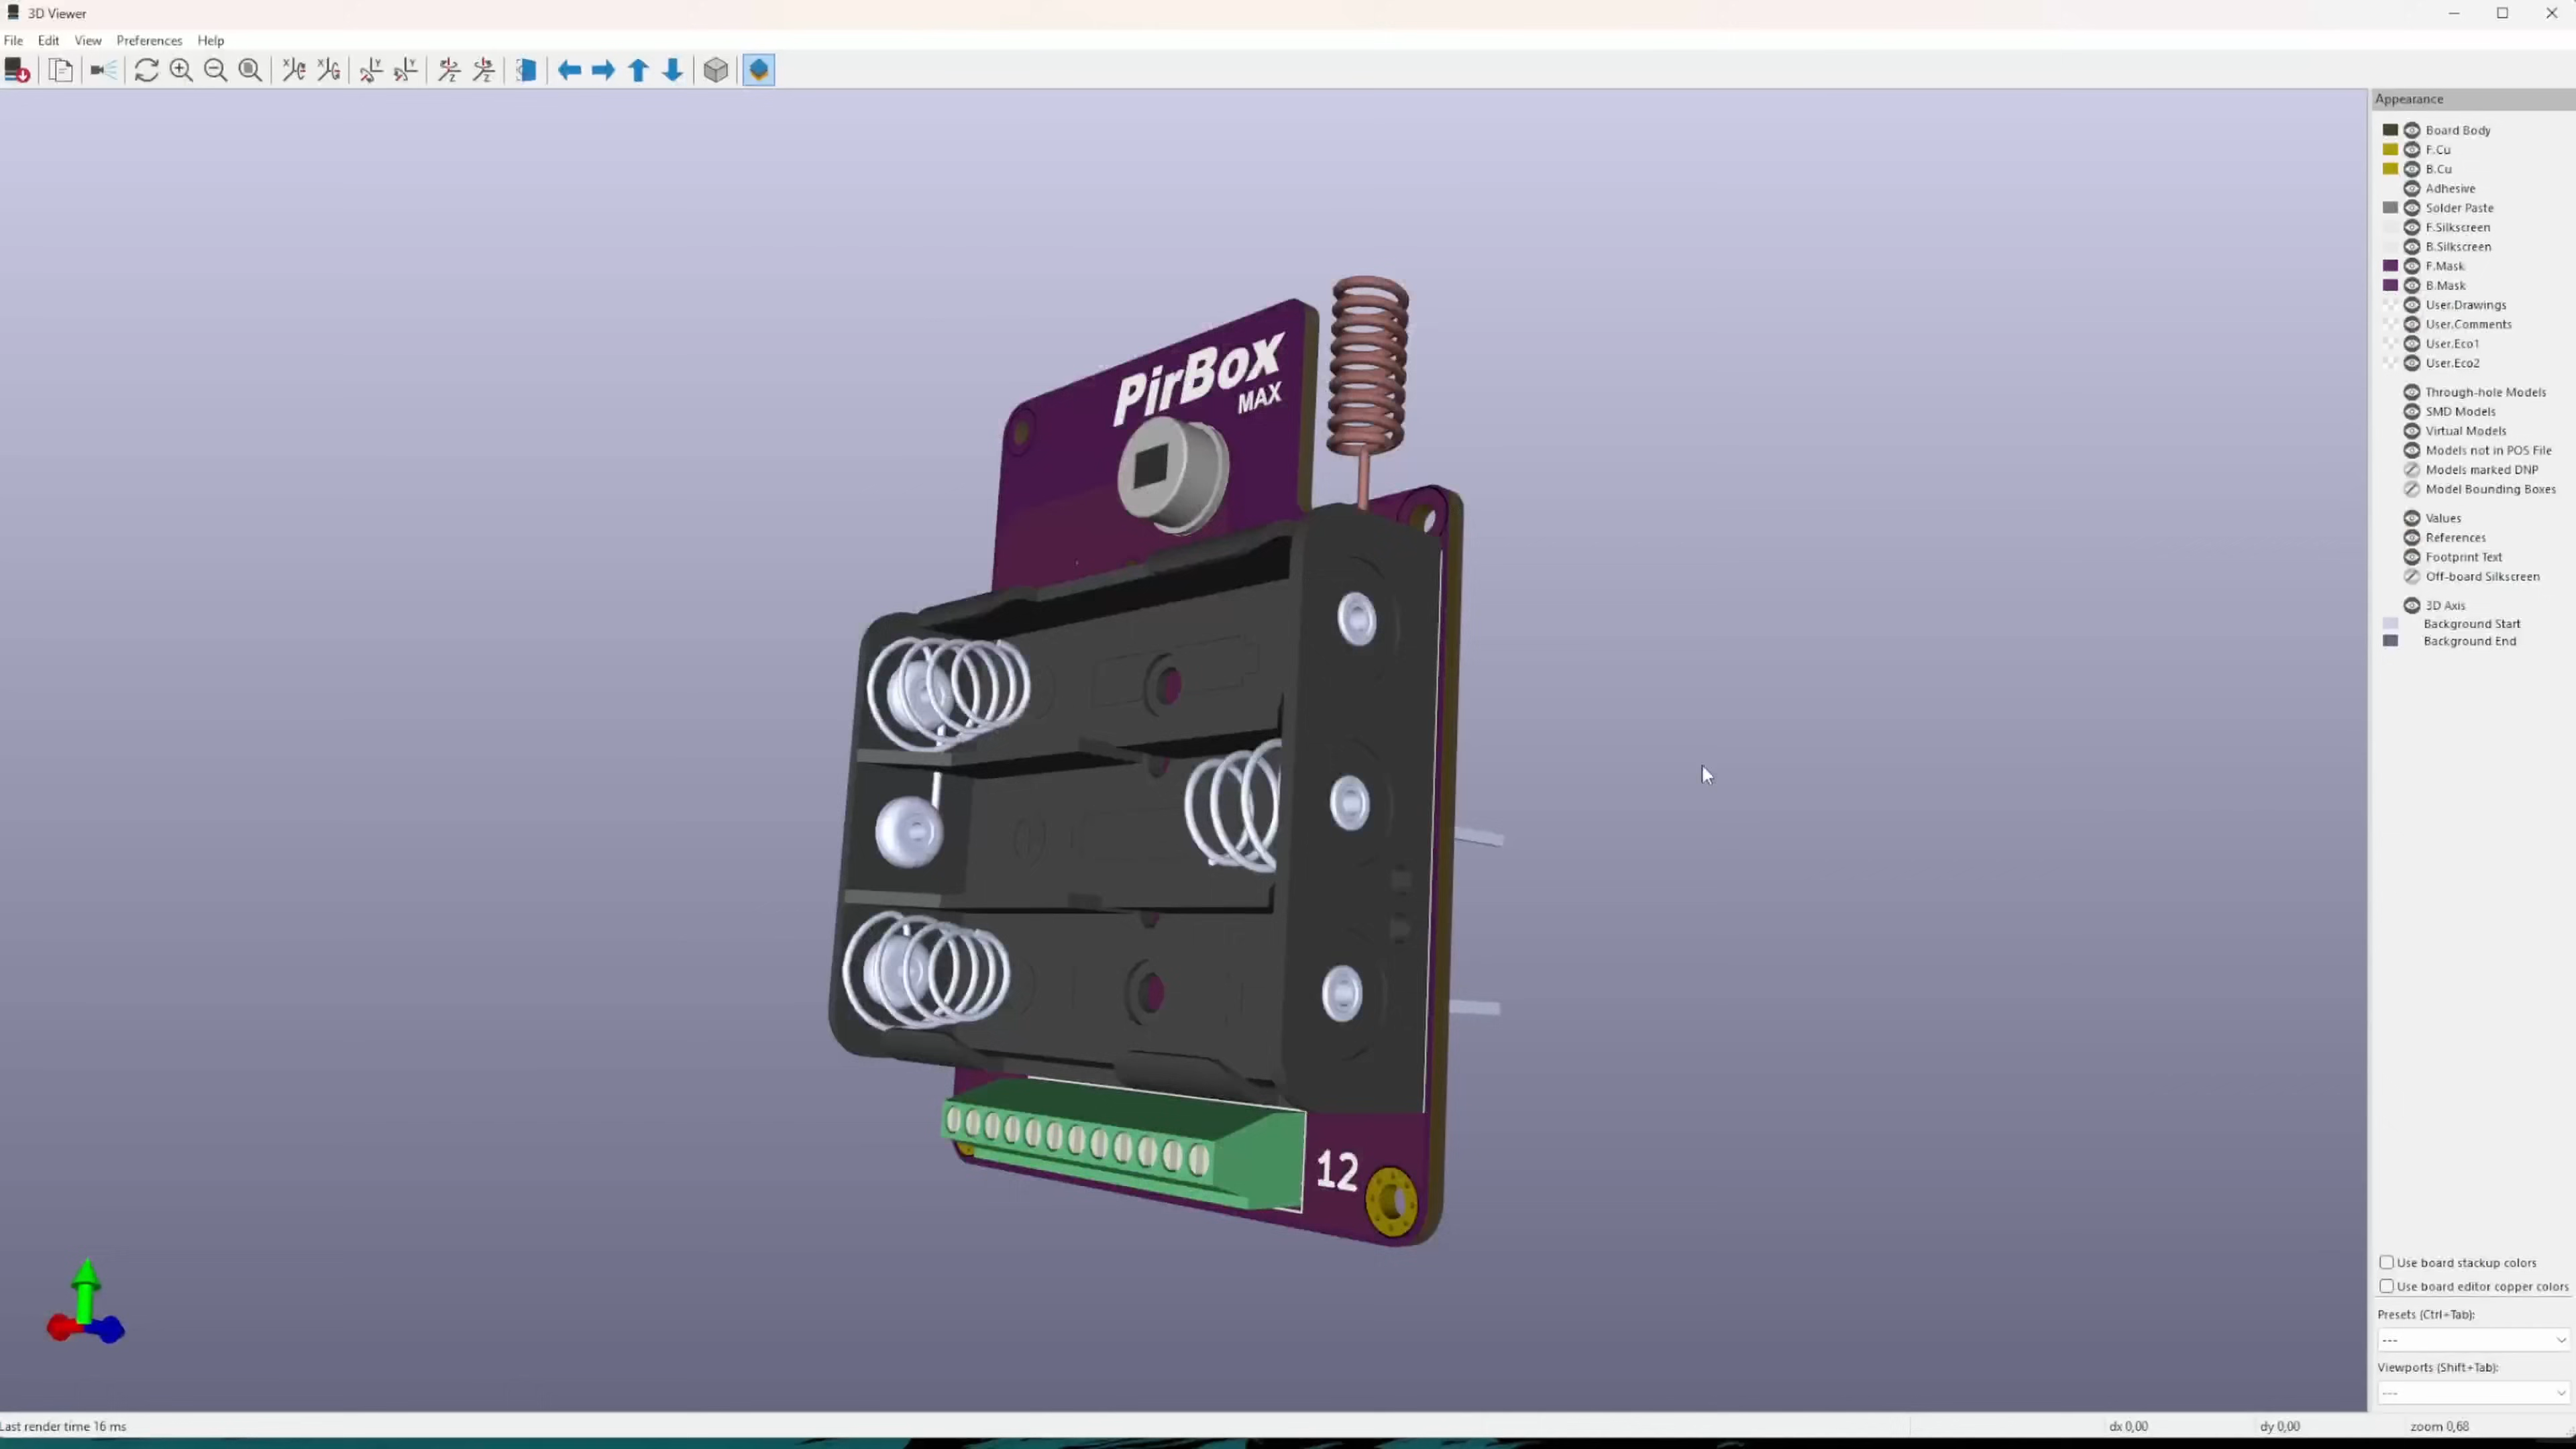 3D Viewer
File Edit View Preferences Help
Appearance
Board Body
F.Cu
B.Cu
Adhesive
Solder Paste
F.Silkscreen
B.Silkscreen
F.Mask
B.Mask
User.Drawings
User.Comments
User.Eco1
User.Eco2
Through-hole Models
SMD Models
Virtual Models
Models not in POS File
Models marked DNP
Model Bounding Boxes
Values
References
Footprint Text
Off-board Silkscreen
3D Axis
Background Start
Background End
PirBox
MAX
12
Use board stackup colors
Use board editor copper colors
Presets (Ctrl+Tab):
---
Viewports (Shift+Tab):
---
Last render time 16 ms
dx 0,00 dy 0,00 zoom 0,68